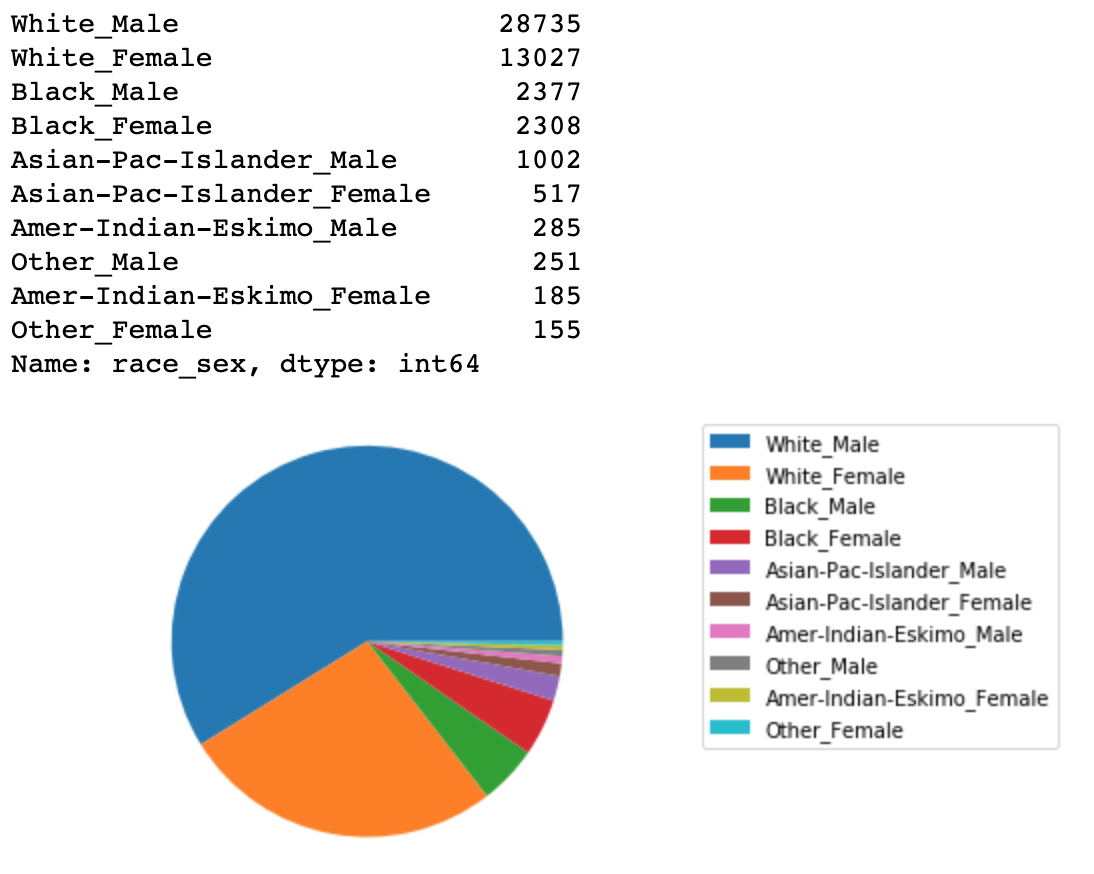 White_Male 28735
White_Female 13027
Black_Male 2377
Black_Female 2308
Asian-Pac-Islander_Male 1002
Asian-Pac-Islander_Female 517
Amer-Indian-Eskimo_Male 285
Other_Male 251
Amer-Indian-Eskimo_Female 185
Other_Female 155
Name: race_sex, dtype: int64
White_Male
White_Female
Black_Male
Black_Female
Asian-Pac-Islander_Male
Asian-Pac-Islander_Female
Amer-Indian-Eskimo_Male
Other_Male
Amer-Indian-Eskimo_Female
Other_Female